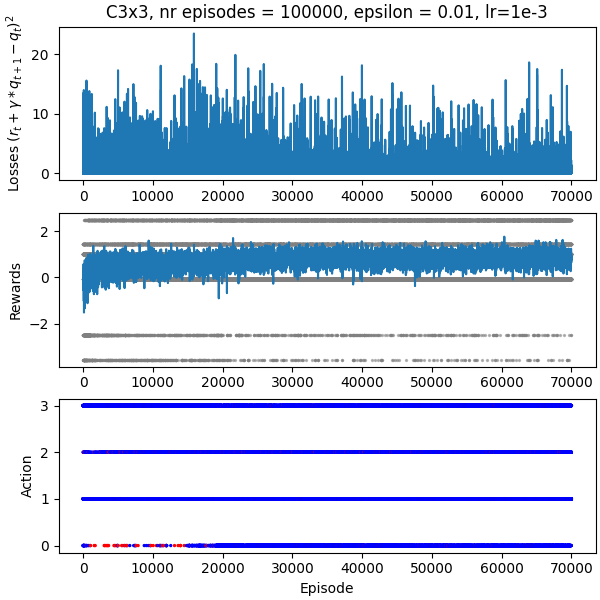 C3x3, nr episodes = 100000, epsilon = 0.01, lr=1e-3
Losses (r_t + γ * q_{t+1} − q_t)^2
20
10
0
0 10000 20000 30000 40000 50000 60000 70000
Rewards
2
0
−2
0 10000 20000 30000 40000 50000 60000 70000
Action
3
2
1
0
0 10000 20000 30000 40000 50000 60000 70000
Episode